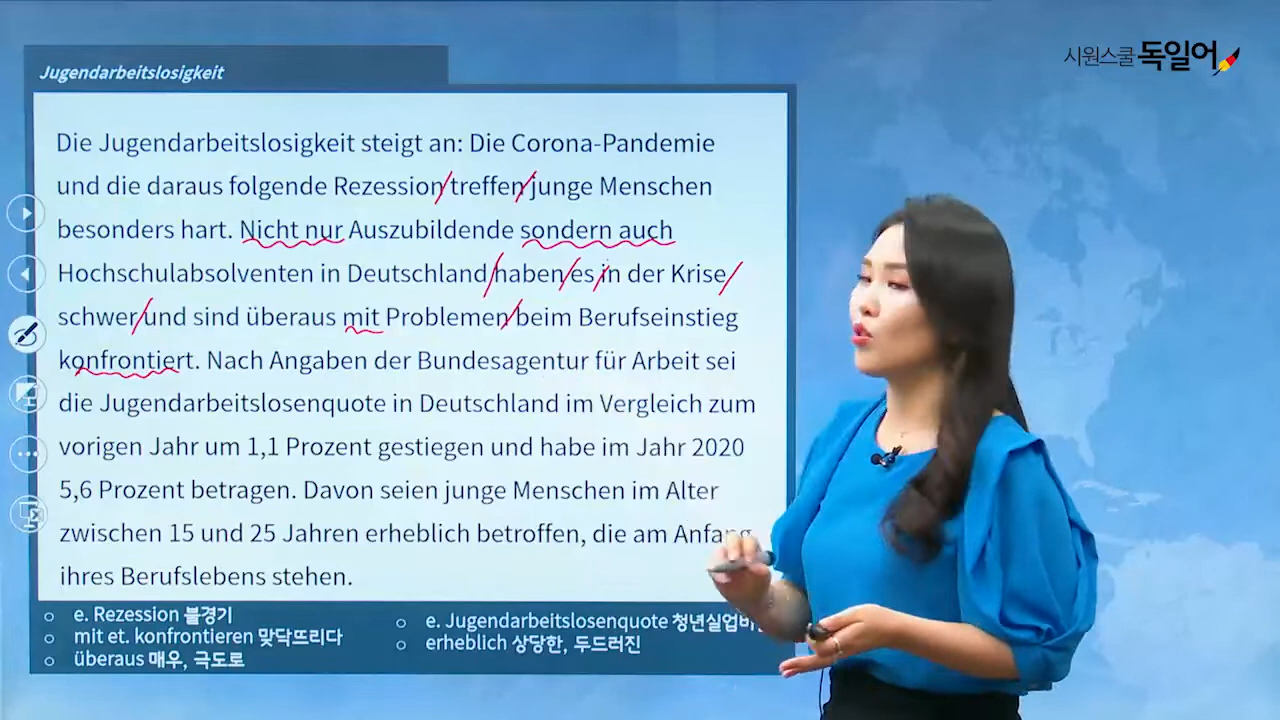 시원스쿨 독일어
Jugendarbeitslosigkeit
Die Jugendarbeitslosigkeit steigt an: Die Corona-Pandemie
und die daraus folgende Rezession treffen junge Menschen
besonders hart. Nicht nur Auszubildende sondern auch
Hochschulabsolventen in Deutschland haben es in der Krise
schwer und sind überaus mit Problemen beim Berufseinstieg
konfrontiert. Nach Angaben der Bundesagentur für Arbeit sei
die Jugendarbeitslosenquote in Deutschland im Vergleich zum
vorigen Jahr um 1,1 Prozent gestiegen und habe im Jahr 2020
5,6 Prozent betragen. Davon seien junge Menschen im Alter
zwischen 15 und 25 Jahren erheblich betroffen, die am Anfang
ihres Berufslebens stehen.
e. Rezession 불경기
mit et. konfrontieren 맞닥뜨리다
überaus 매우, 극도로
e. Jugendarbeitslosenquote
erheblich 상당한, 두드러진